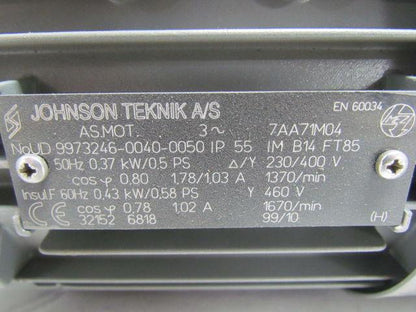 JOHNSON TEKNIK A/S EN 60034
AS.MOT. 3~ 7AA71M04
No UD 9973246-0040-0050 IP 55 IM B14 FT85
50Hz 0,37 kW/0,5 PS Δ/Y 230/400 V
cos φ 0.80 1,78/1,03 A 1370/min
Insul.F 60Hz 0,43 kW/0,58 PS Y 460 V
CE cos φ 0.78 1,02 A 1670/min
32152 6818 99/10 (H)